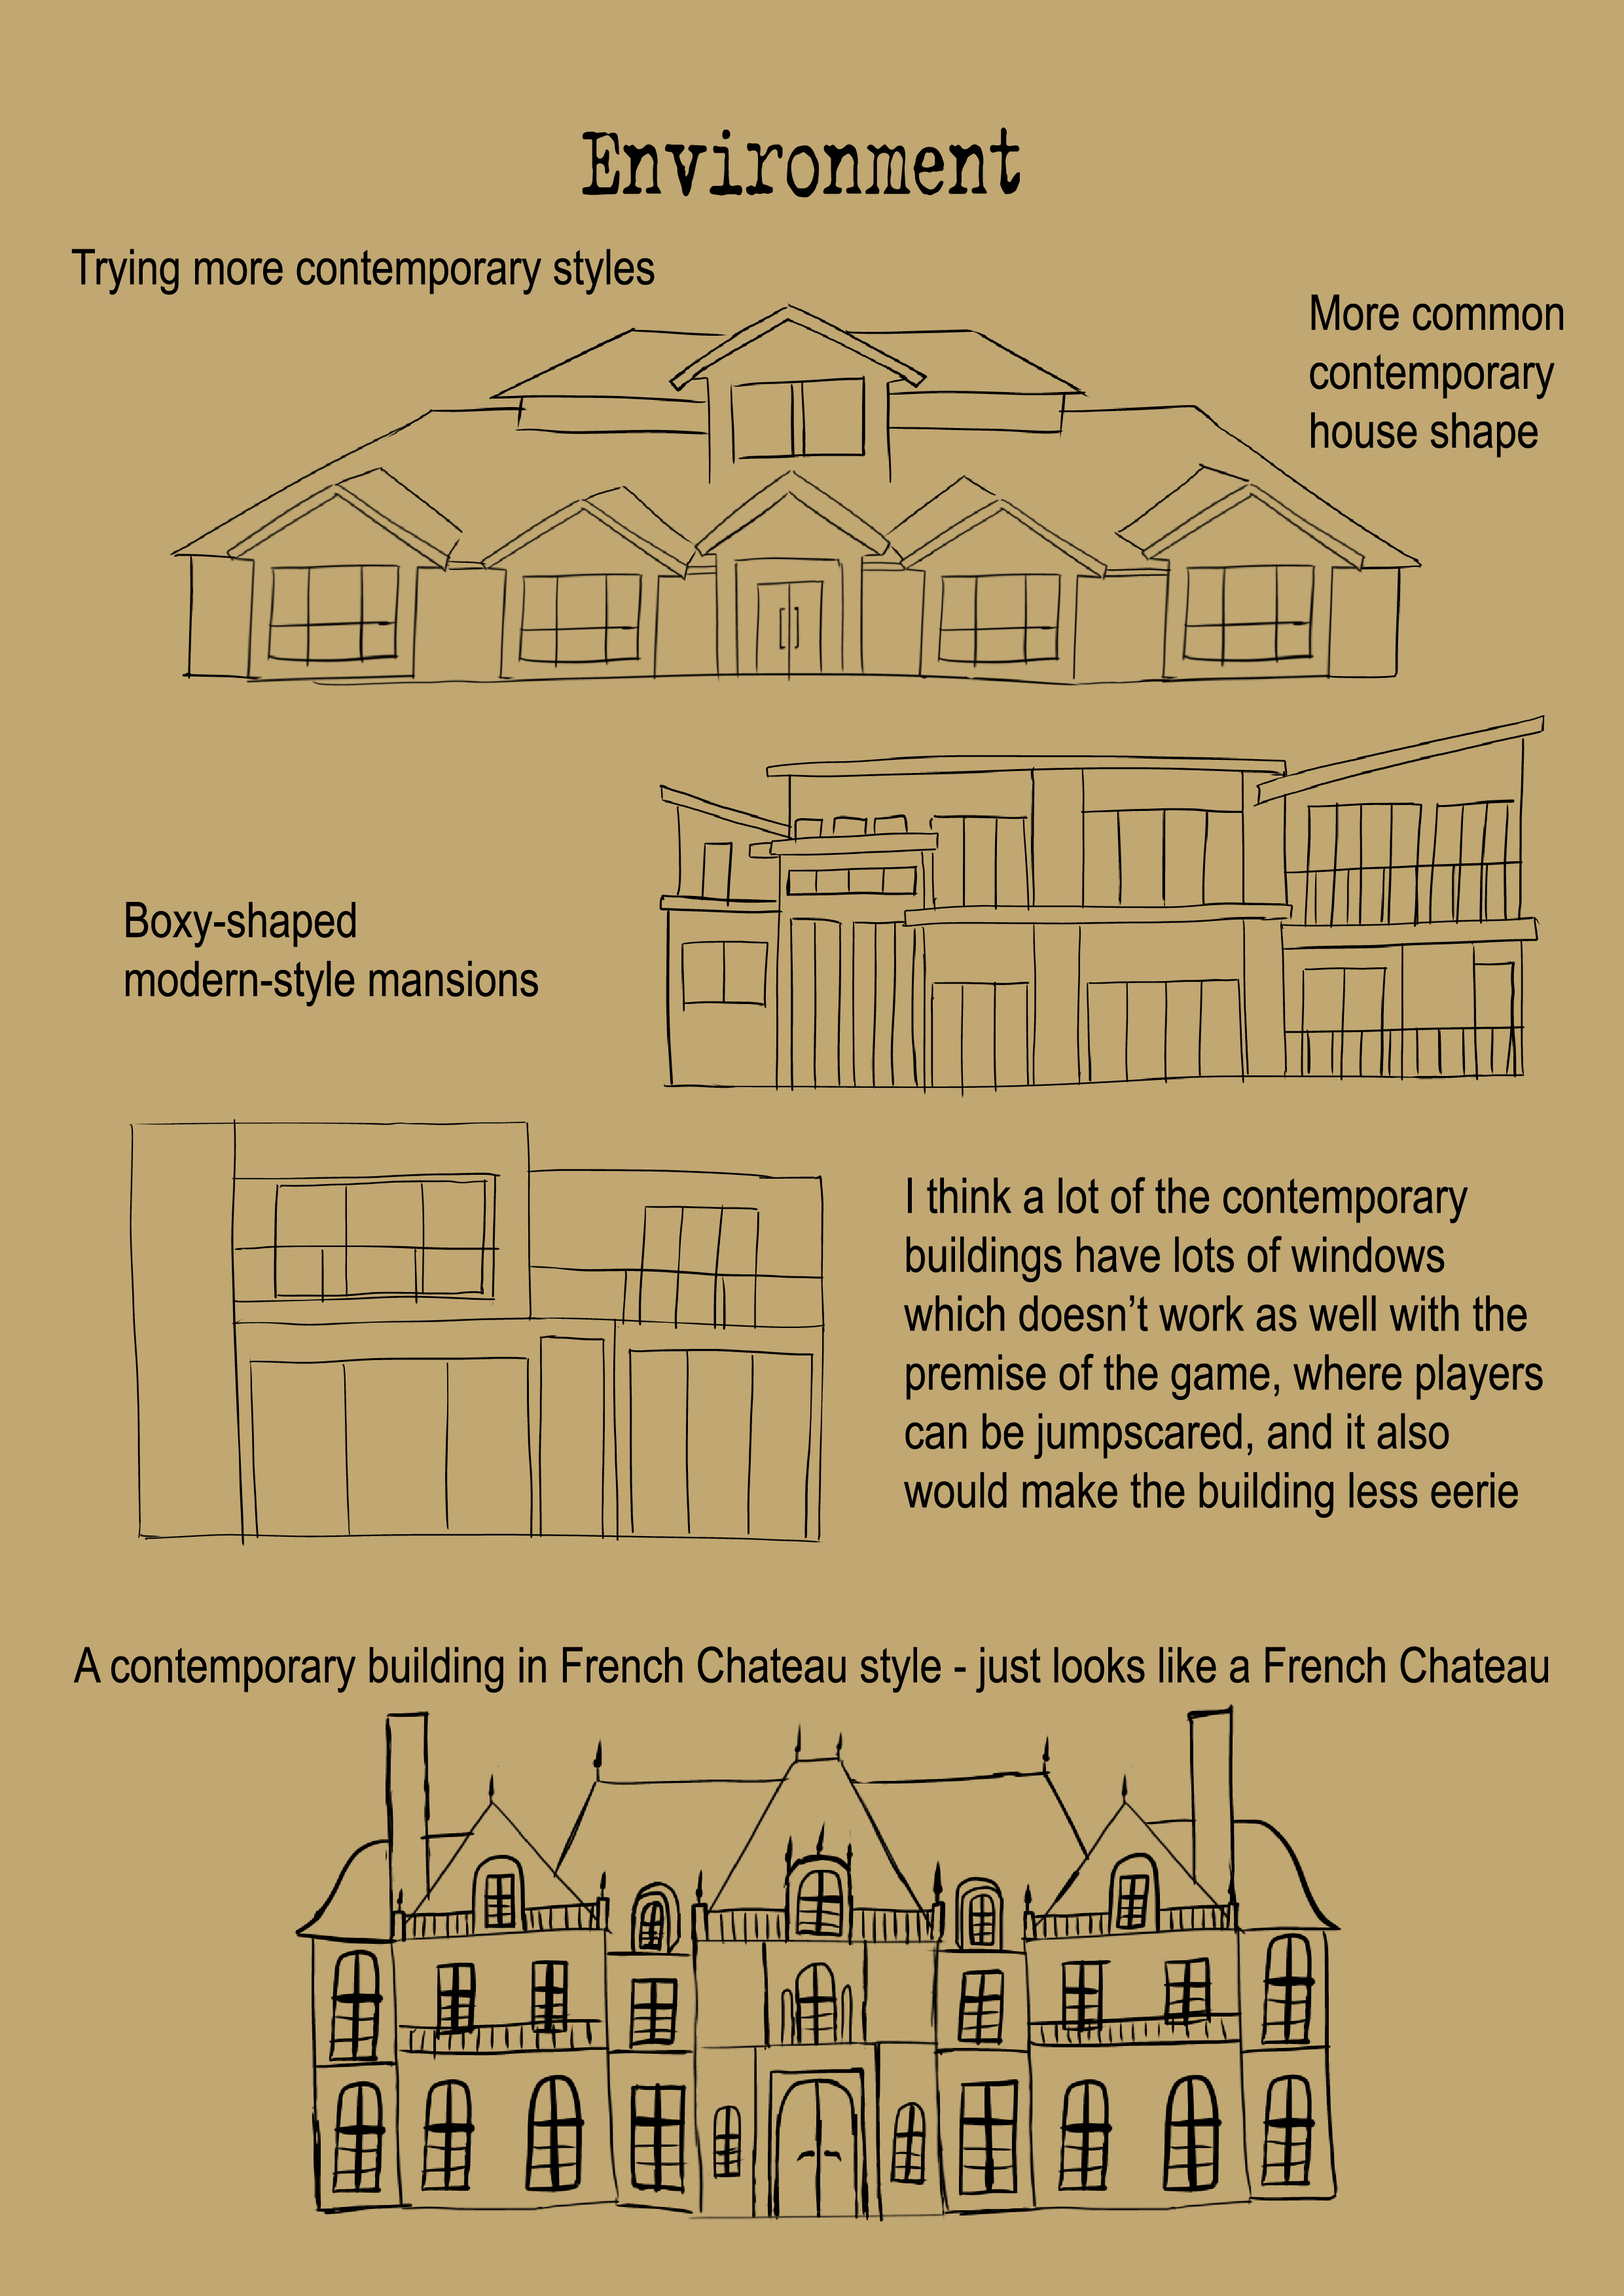 Environment
Trying more contemporary styles
More common
contemporary
house shape
Boxy-shaped
modern-style mansions
I think a lot of the contemporary
buildings have lots of windows
which doesn’t work as well with the
premise of the game, where players
can be jumpscared, and it also
would make the building less eerie
A contemporary building in French Chateau style - just looks like a French Chateau